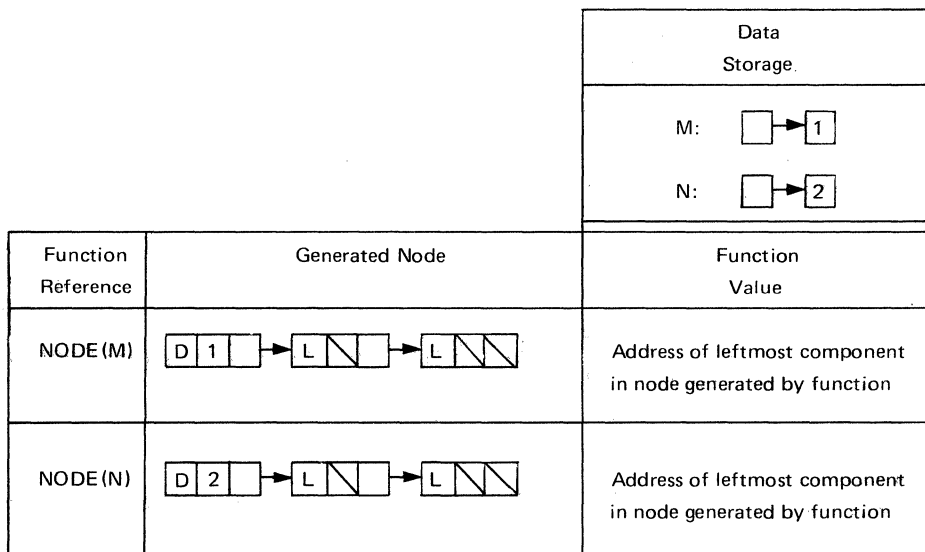 Data
Storage.
M: 1
N: 2
Function
Reference
Generated Node
Function
Value
NODE(M)
D 1 L L
Address of leftmost component
in node generated by function
NODE(N)
D 2 L L
Address of leftmost component
in node generated by function